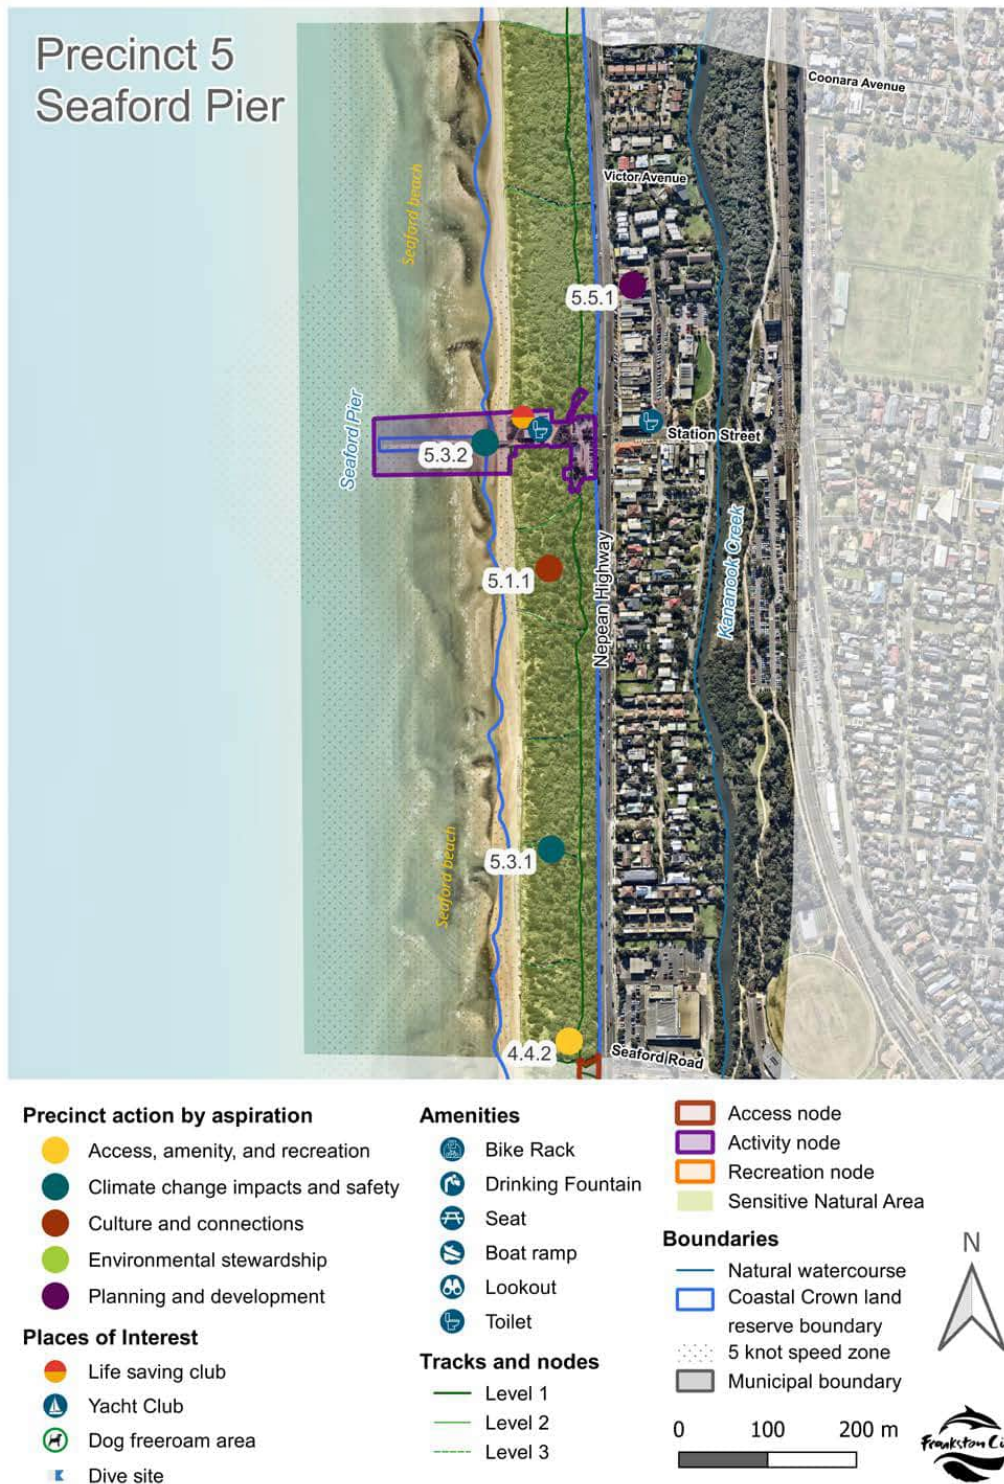 Precinct 5
Seaford Pier
Coonara Avenue
Victor Avenue
Seaford beach
5.5.1
Seaford Pier
5.3.2
Station Street
5.1.1
Nepean Highway
Kananook Creek
5.3.1
Seaford beach
4.4.2
Seaford Road
Precinct action by aspiration
Access, amenity, and recreation
Climate change impacts and safety
Culture and connections
Environmental stewardship
Planning and development
Places of Interest
Life saving club
Yacht Club
Dog freeroam area
Dive site
Amenities
Bike Rack
Drinking Fountain
Seat
Boat ramp
Lookout
Toilet
Tracks and nodes
Level 1
Level 2
Level 3
Access node
Activity node
Recreation node
Sensitive Natural Area
Boundaries
Natural watercourse
Coastal Crown land
reserve boundary
5 knot speed zone
Municipal boundary
N
0 100 200 m
Frankston Ci